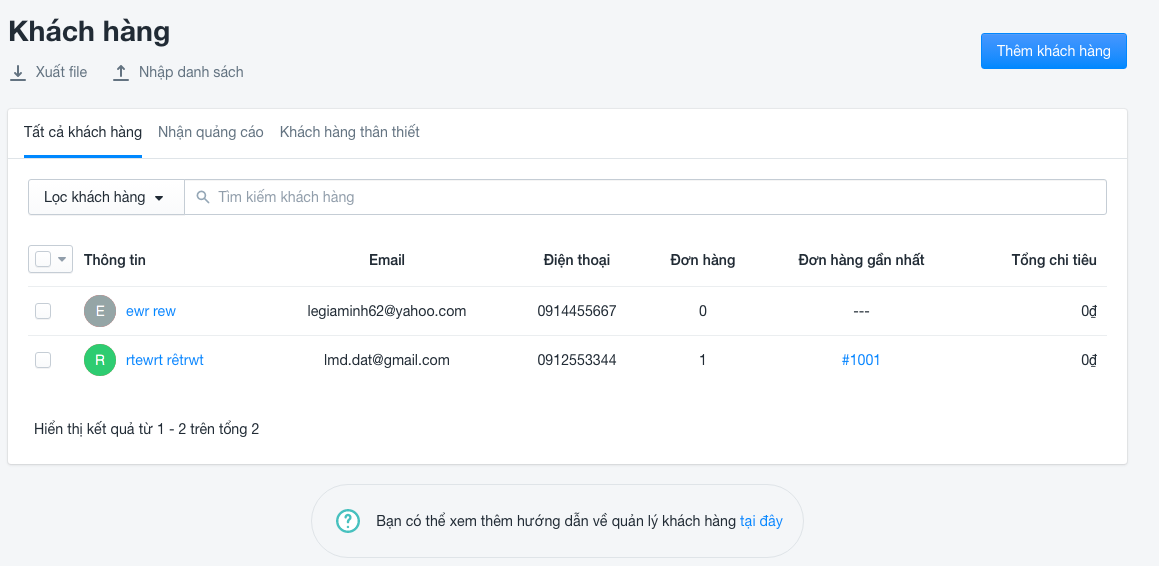 Khách hàng
Thêm khách hàng
Xuất file Nhập danh sách
Tất cả khách hàng Nhận quảng cáo Khách hàng thân thiết
Lọc khách hàng Tìm kiếm khách hàng
Thông tin Email Điện thoại Đơn hàng Đơn hàng gần nhất Tổng chi tiêu
E ewr rew legiaminh62@yahoo.com 0914455667 0 --- 0₫
R rtewrt rêtrwt lmd.dat@gmail.com 0912553344 1 #1001 0₫
Hiển thị kết quả từ 1 - 2 trên tổng 2
? Bạn có thể xem thêm hướng dẫn về quản lý khách hàng tại đây